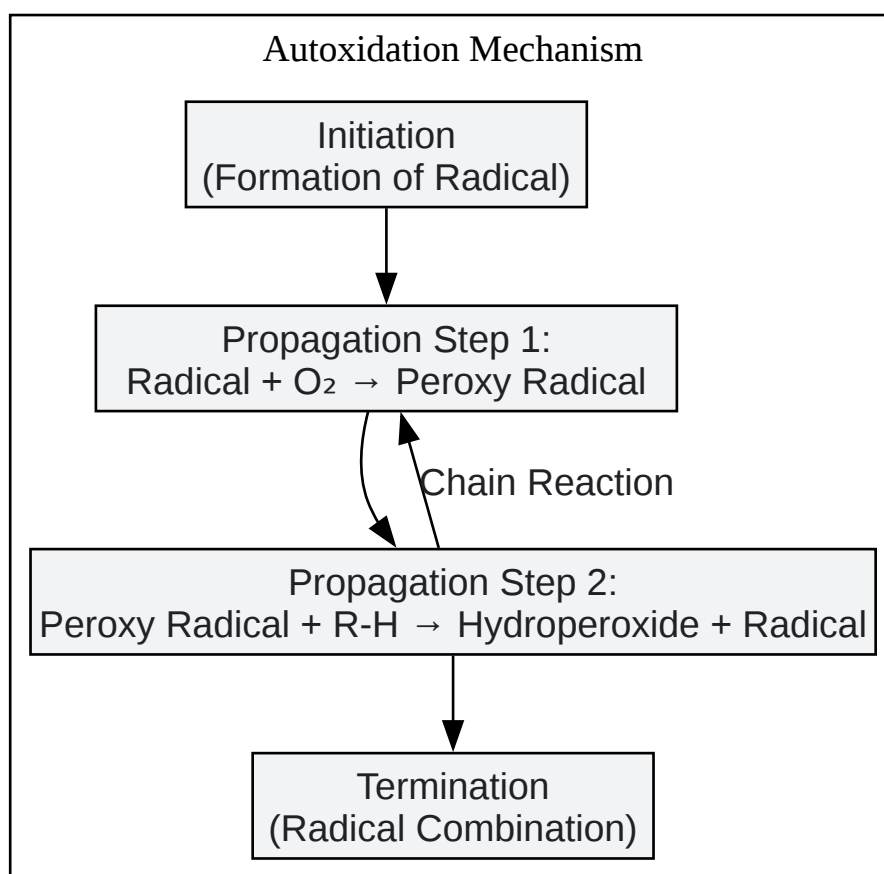 Autoxidation Mechanism
Initiation
(Formation of Radical)
Propagation Step 1:
Radical + O₂ → Peroxy Radical
Chain Reaction
Propagation Step 2:
Peroxy Radical + R-H → Hydroperoxide + Radical
Termination
(Radical Combination)